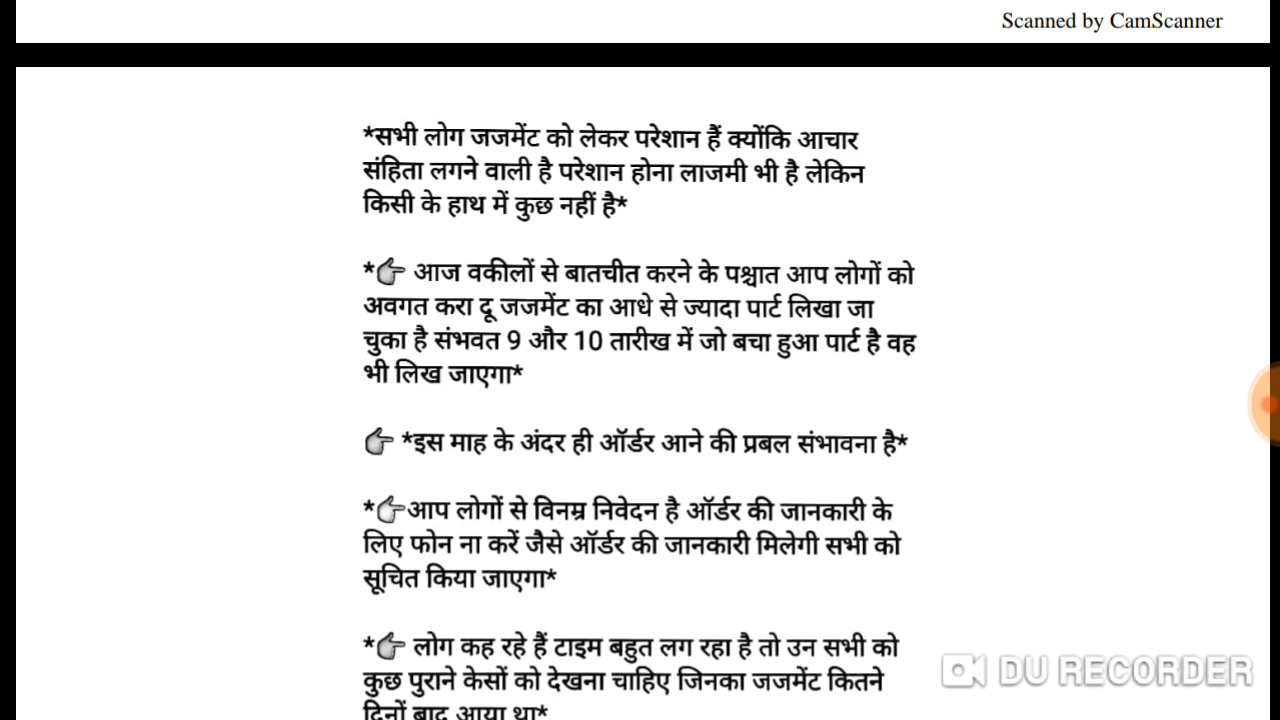 Scanned by CamScanner
*सभी लोग जजमेंट को लेकर परेशान हैं क्योंकि आचार
संहिता लगने वाली है परेशान होना लाजमी भी है लेकिन
किसी के हाथ में कुछ नहीं है*
*👉 आज वकीलों से बातचीत करने के पश्चात आप लोगों को
अवगत करा दू जजमेंट का आधे से ज्यादा पार्ट लिखा जा
चुका है संभवत 9 और 10 तारीख में जो बचा हुआ पार्ट है वह
भी लिख जाएगा*
👉 *इस माह के अंदर ही ऑर्डर आने की प्रबल संभावना है*
*👉आप लोगों से विनम्र निवेदन है ऑर्डर की जानकारी के
लिए फोन ना करें जैसे ऑर्डर की जानकारी मिलेगी सभी को
सूचित किया जाएगा*
*👉 लोग कह रहे हैं टाइम बहुत लग रहा है तो उन सभी को
कुछ पुराने केसों को देखना चाहिए जिनका जजमेंट कितने
दिनों बाद आया था*
DU RECORDER